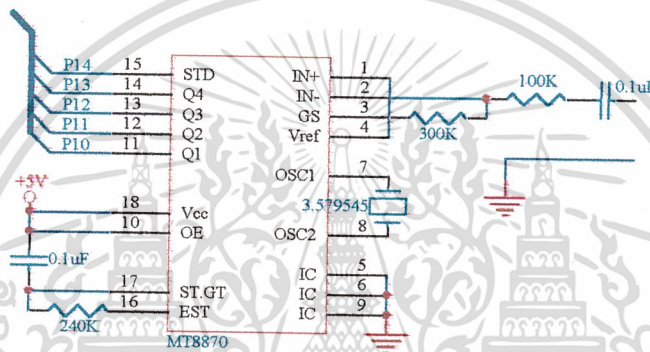 P14 15 STD
P13 14 Q4
P12 13 Q3
P11 12 Q2
P10 11 Q1
+5V
18 Vcc
10 OE
0.1uF
17 ST.GT
16 EST
240K
MT8870
IN+ 1
IN- 2
GS 3
Vref 4
300K
100K
0.1uF
OSC1 7
3.579545
OSC2 8
IC 5
IC 6
IC 9